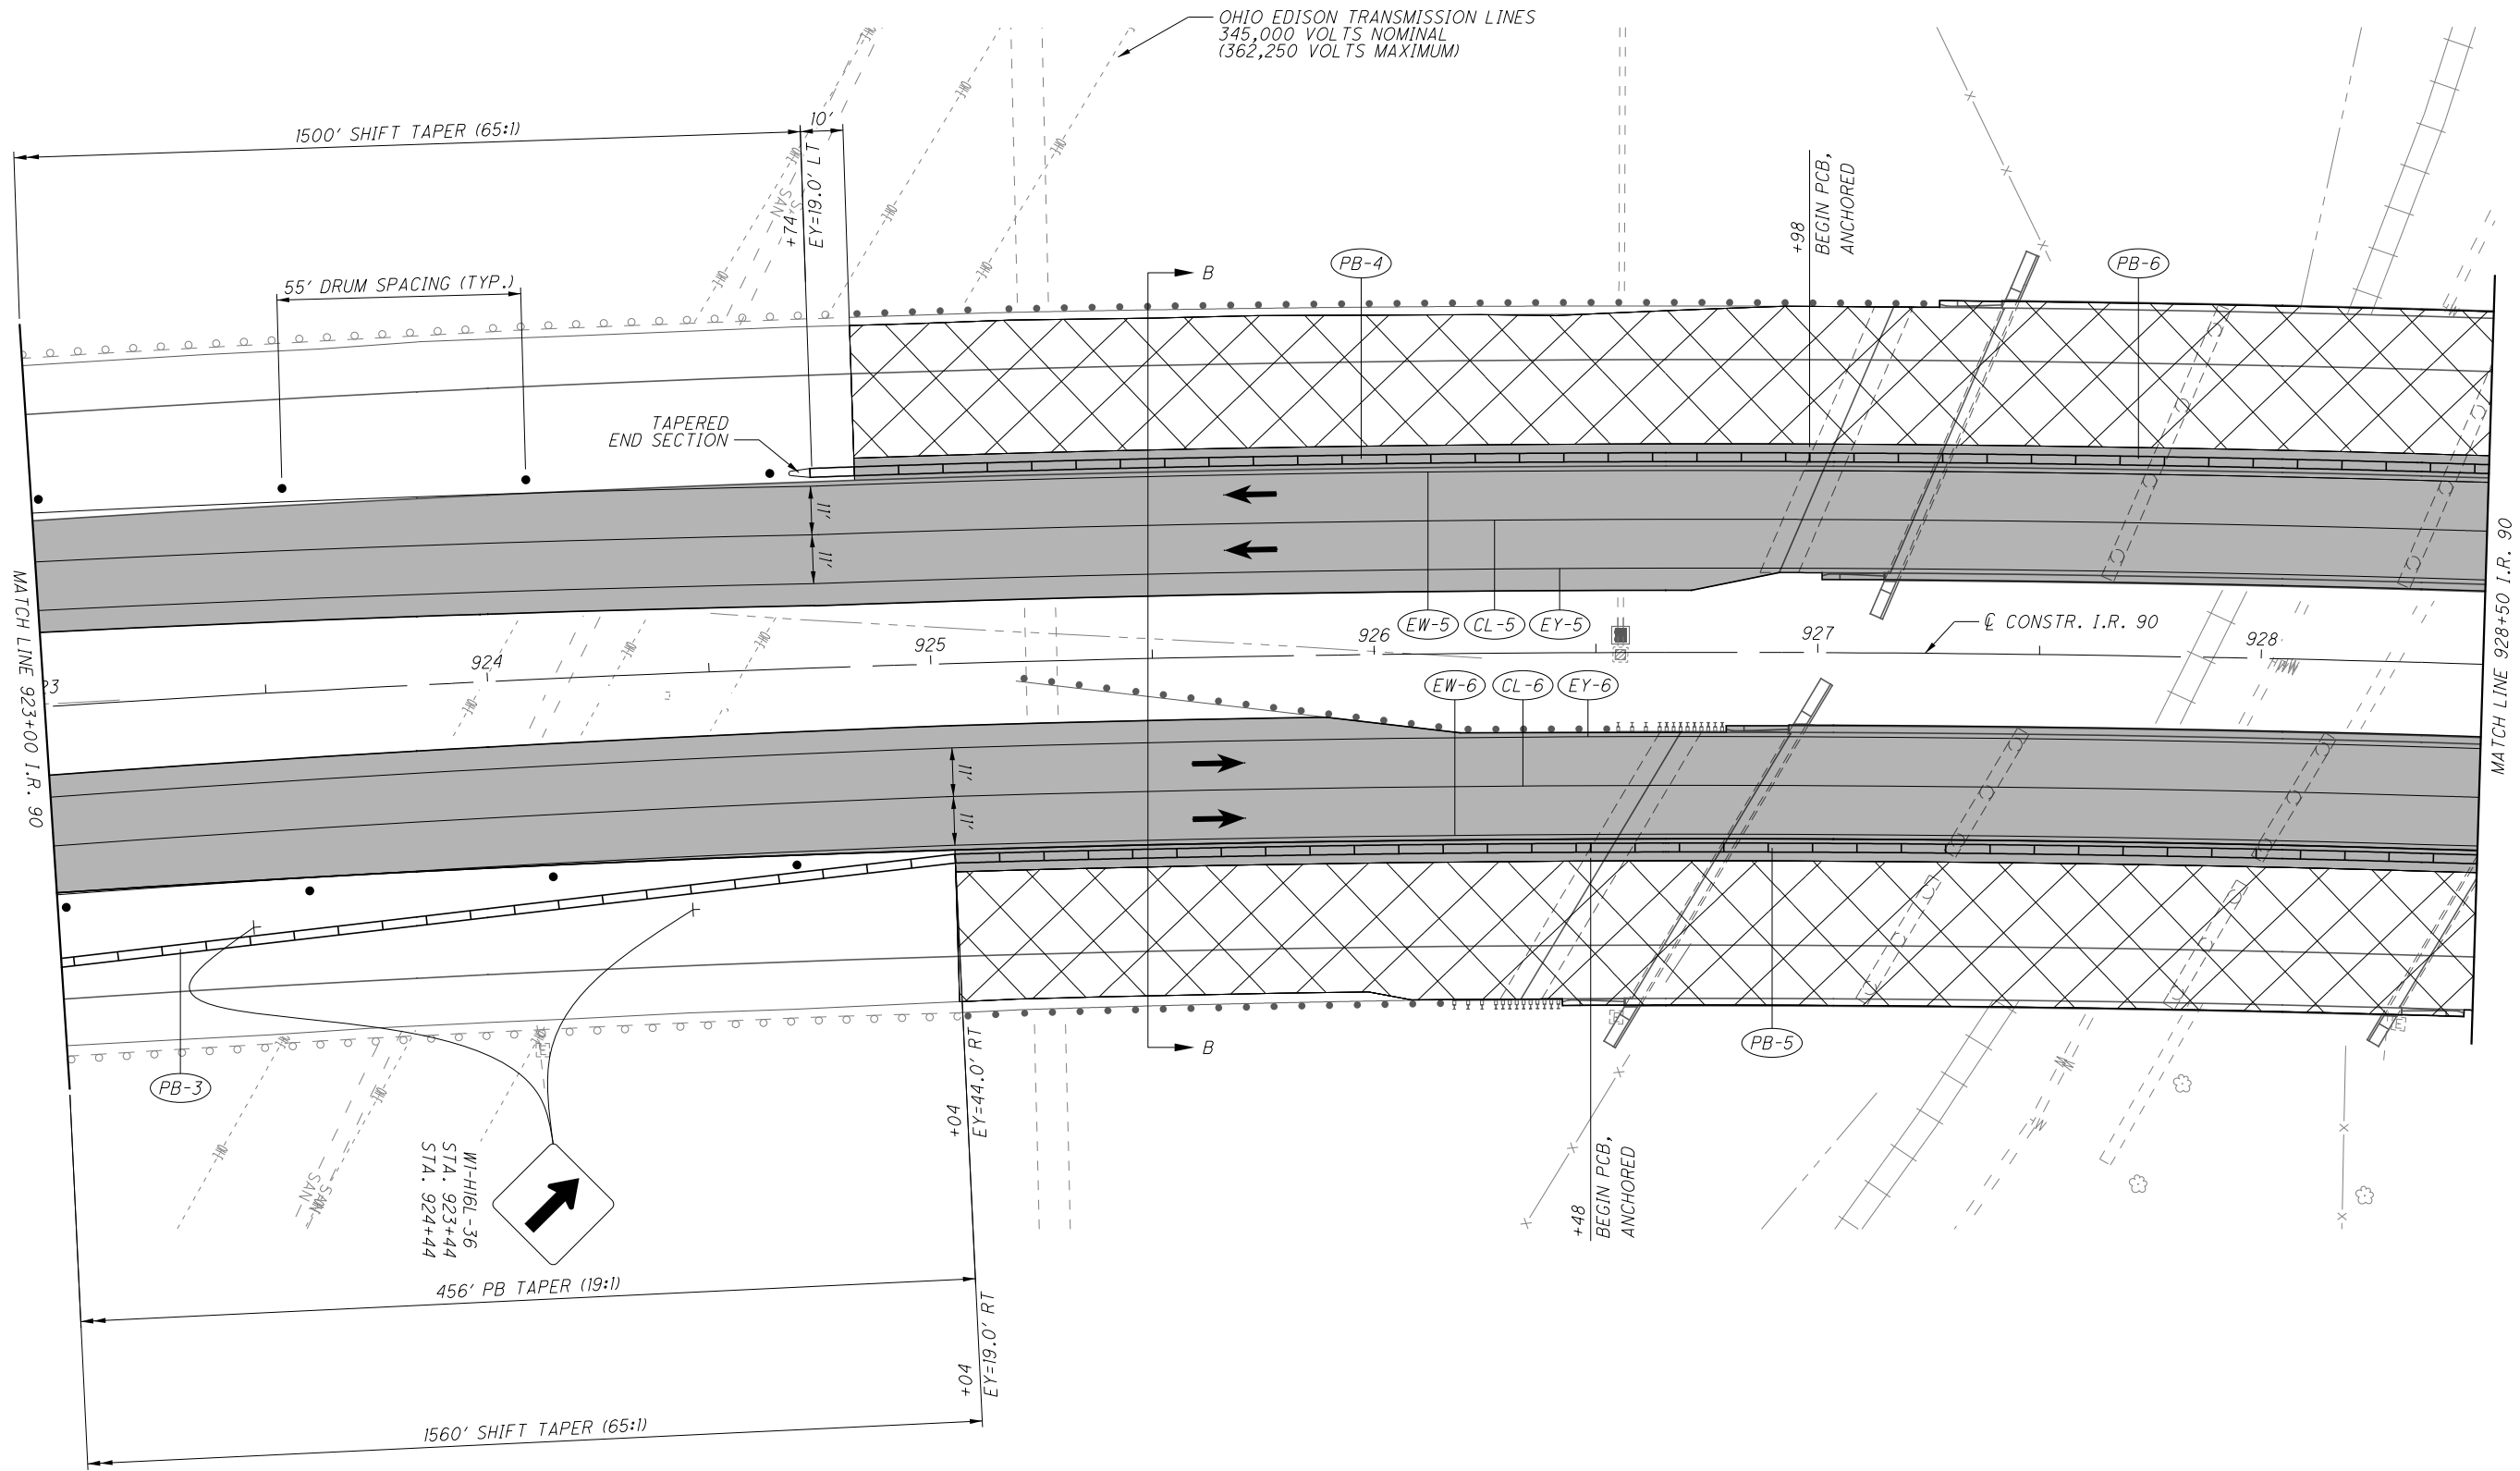 OHIO EDISON TRANSMISSION LINES
345,000 VOLTS NOMINAL
(362,250 VOLTS MAXIMUM)
1500' SHIFT TAPER (65:1)
10'
+74
EY=19.0' LT
SAN
55' DRUM SPACING (TYP.)
+98
BEGIN PCB,
ANCHORED
B
PB-4
PB-6
TAPERED
END SECTION
11'
11'
EW-5
CL-5
EY-5
℄ CONSTR. I.R. 90
924
925
926
927
928
MATCH LINE 923+00 I.R. 90
MATCH LINE 928+50 I.R. 90
EW-6
CL-6
EY-6
11'
11'
B
PB-3
PB-5
+04
EY=44.0' RT
+48
BEGIN PCB,
ANCHORED
W1-H16L-36
STA. 923+44
STA. 924+44
SAN
SAN
456' PB TAPER (19:1)
+04
EY=19.0' RT
1560' SHIFT TAPER (65:1)